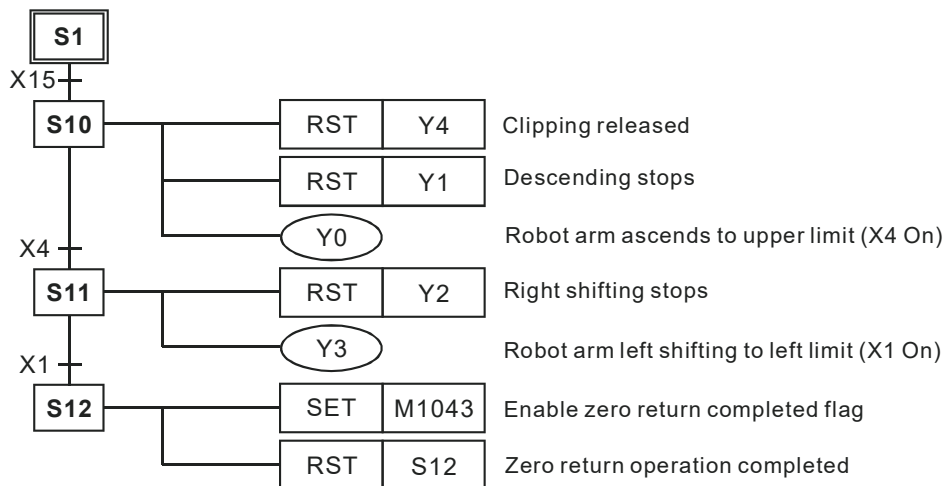 S1
X15
S10 RST Y4 Clipping released
RST Y1 Descending stops
Y0 Robot arm ascends to upper limit (X4 On)
X4
S11 RST Y2 Right shifting stops
Y3 Robot arm left shifting to left limit (X1 On)
X1
S12 SET M1043 Enable zero return completed flag
RST S12 Zero return operation completed